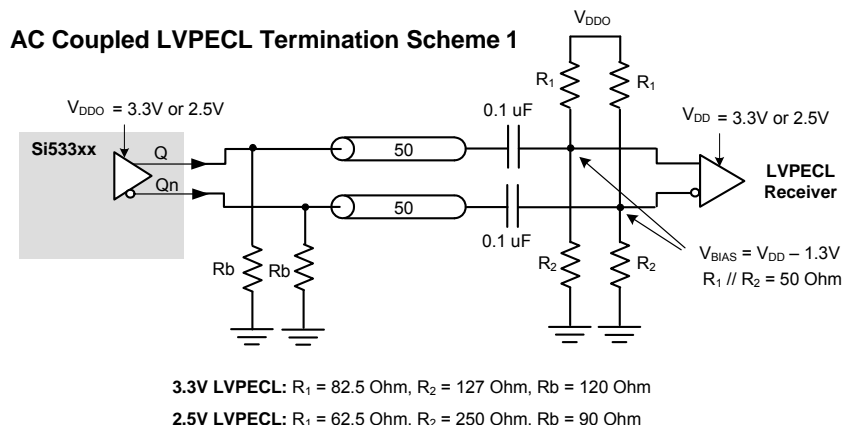 AC Coupled LVPECL Termination Scheme 1
VDDO
R1
R1
0.1 uF
VDDO = 3.3V or 2.5V
VDD = 3.3V or 2.5V
Si533xx
Q
50
LVPECL
Receiver
Qn
50
0.1 uF
Rb
Rb
R2
R2
VBIAS = VDD – 1.3V
R1 // R2 = 50 Ohm
3.3V LVPECL: R1 = 82.5 Ohm, R2 = 127 Ohm, Rb = 120 Ohm
2.5V LVPECL: R1 = 62.5 Ohm, R2 = 250 Ohm, Rb = 90 Ohm